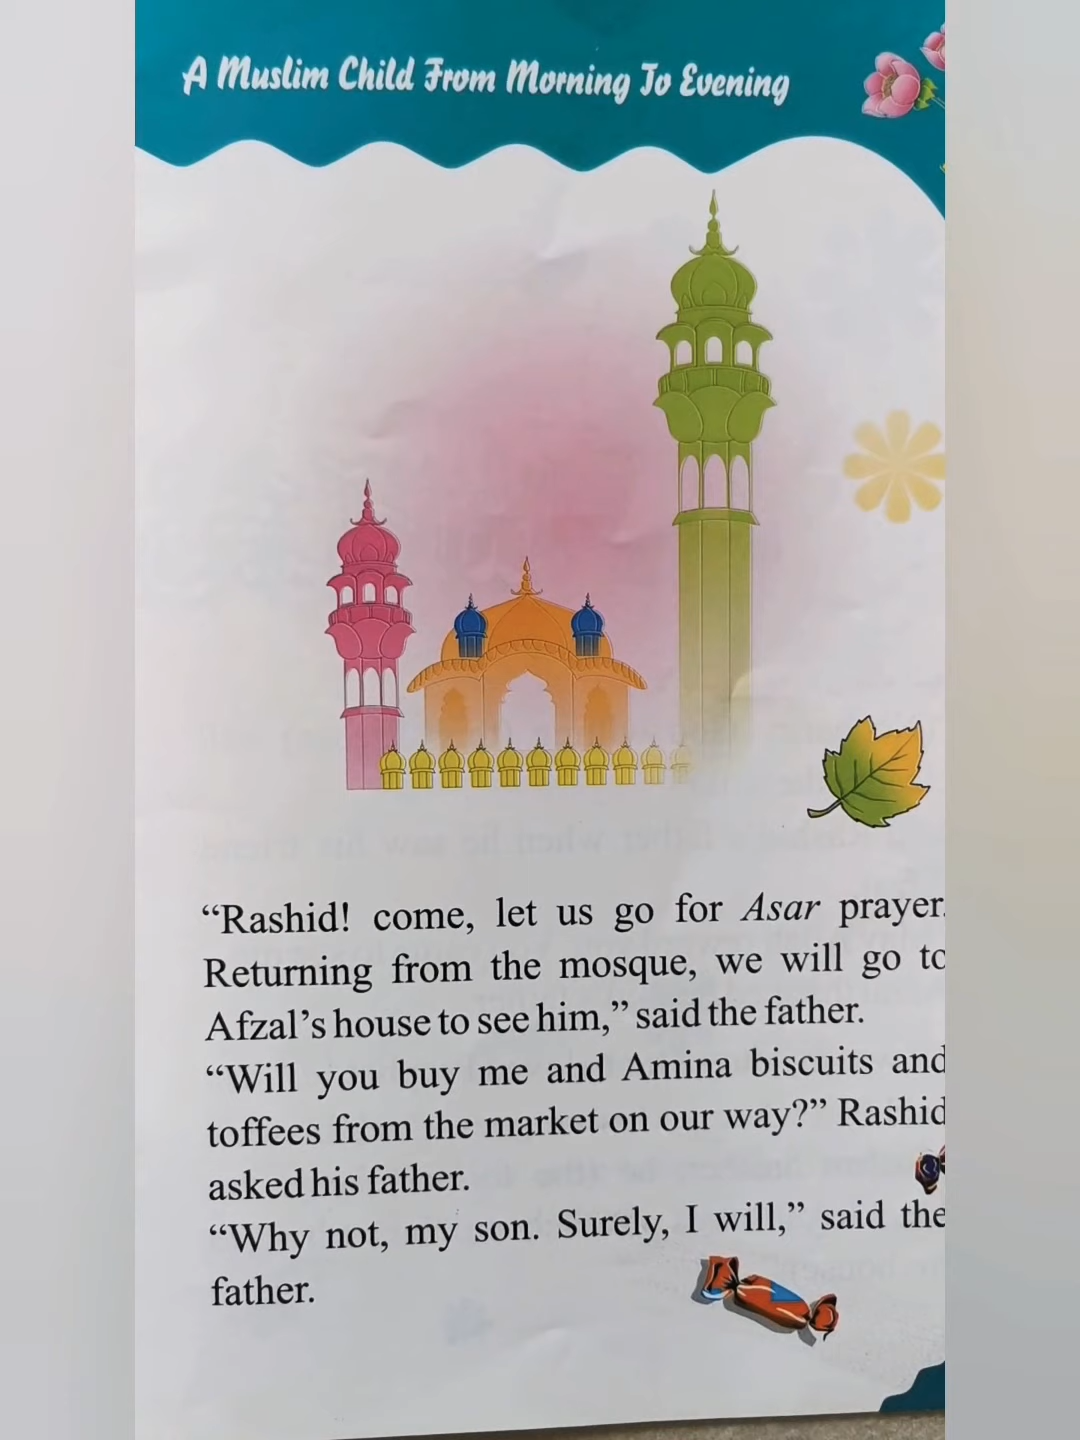 A Muslim Child From Morning To Evening
“Rashid! come, let us go for Asar prayer.
Returning from the mosque, we will go to
Afzal’s house to see him,” said the father.
“Will you buy me and Amina biscuits and
toffees from the market on our way?” Rashid
asked his father.
“Why not, my son. Surely, I will,” said the
father.